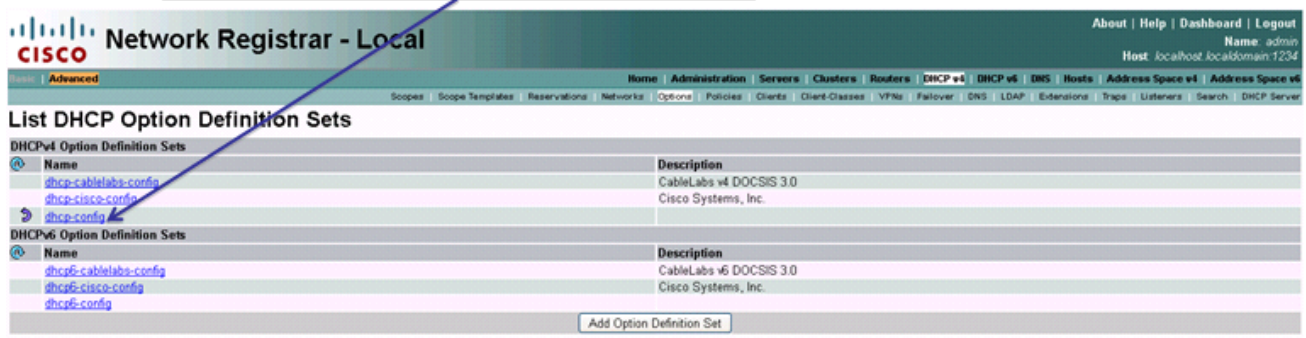 CISCO
Network Registrar - Local
About | Help | Dashboard | Logout
Name: admin
Host: localhost.localdomain:1234
Basic | Advanced
Home | Administration | Servers | Clusters | Routers | DHCP v4 | DHCP v6 | DNS | Hosts | Address Space v4 | Address Space v6
Scopes | Scope Templates | Reservations | Networks | Options | Policies | Clients | Client-Classes | VPNs | Failover | DNS | LDAP | Extensions | Traps | Listeners | Search | DHCP Server
List DHCP Option Definition Sets
DHCPv4 Option Definition Sets
Name Description
dhcp-cablelabs-config CableLabs v4 DOCSIS 3.0
dhcp-cisco-config Cisco Systems, Inc.
dhcp-config
DHCPv6 Option Definition Sets
Name Description
dhcp6-cablelabs-config CableLabs v6 DOCSIS 3.0
dhcp6-cisco-config Cisco Systems, Inc.
dhcp6-config
Add Option Definition Set